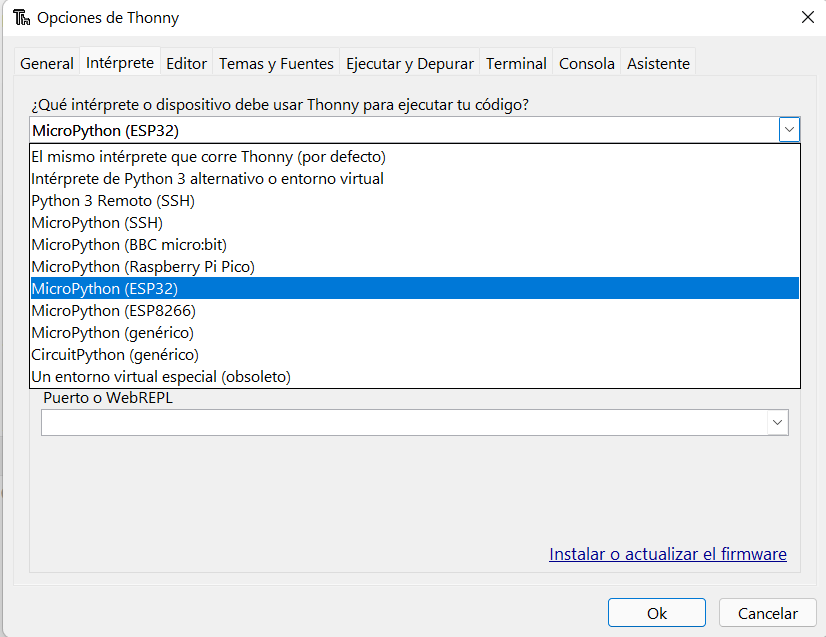 Opciones de Thonny
General Intérprete Editor Temas y Fuentes Ejecutar y Depurar Terminal Consola Asistente
¿Qué intérprete o dispositivo debe usar Thonny para ejecutar tu código?
MicroPython (ESP32)
El mismo intérprete que corre Thonny (por defecto)
Intérprete de Python 3 alternativo o entorno virtual
Python 3 Remoto (SSH)
MicroPython (SSH)
MicroPython (BBC micro:bit)
MicroPython (Raspberry Pi Pico)
MicroPython (ESP32)
MicroPython (ESP8266)
MicroPython (genérico)
CircuitPython (genérico)
Un entorno virtual especial (obsoleto)
Puerto o WebREPL
Instalar o actualizar el firmware
Ok Cancelar